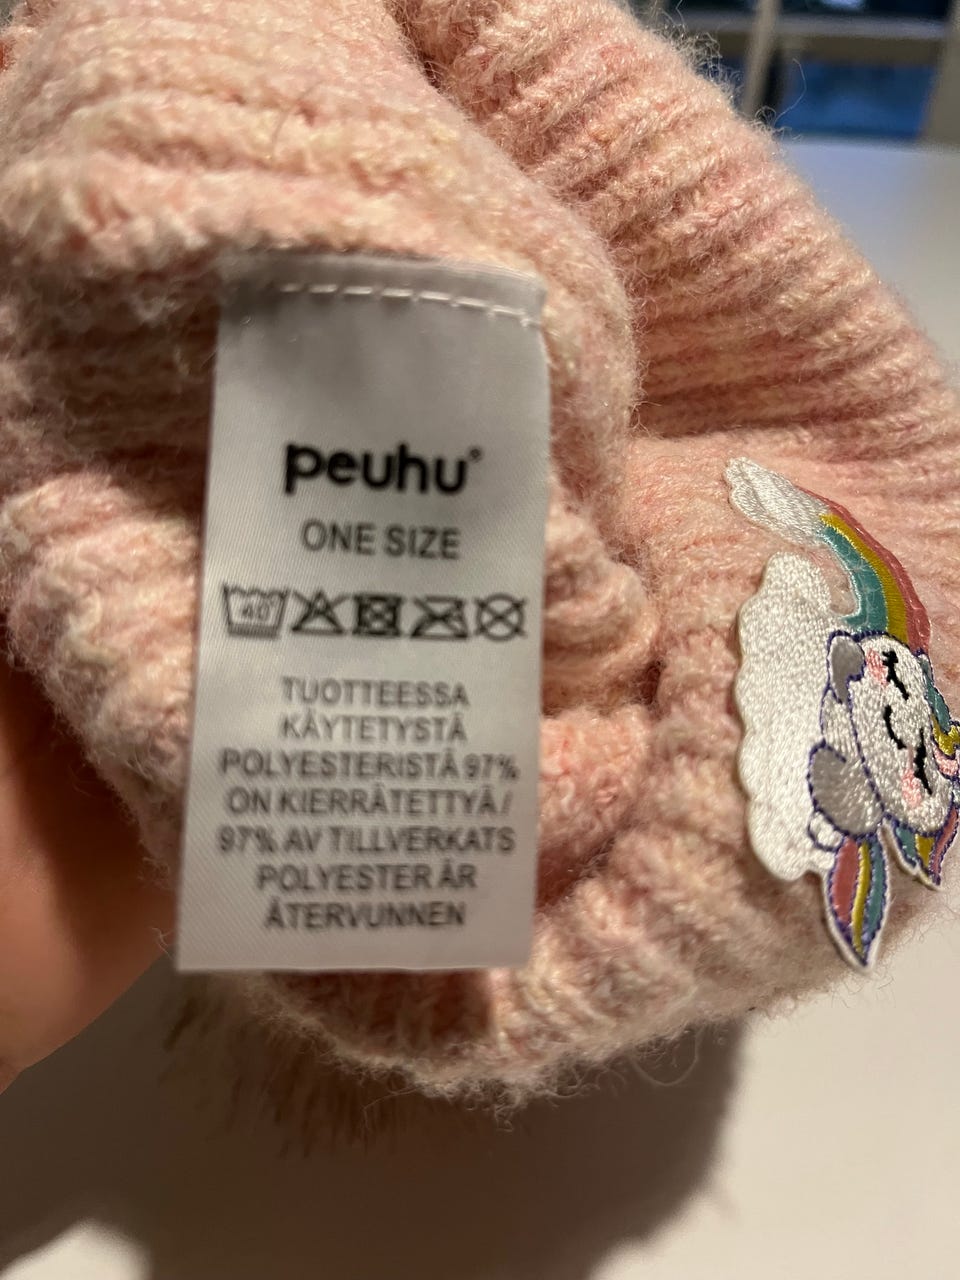 peuhu®
ONE SIZE
40°
TUOTTEESSA
KÄYTETYSTÄ
POLYESTERISTÄ 97%
ON KIERRÄTETTYÄ /
97% AV TILLVERKATS
POLYESTER ÄR
ÅTERVUNNEN